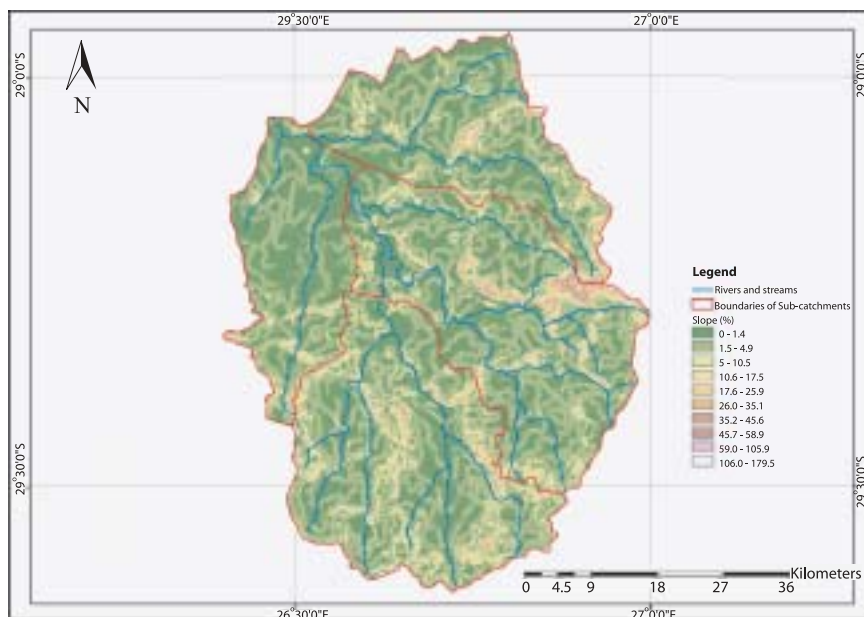 29°30'0"E
27°0'0"E
29°0'0"S
29°0'0"S
N
Legend
Rivers and streams
Boundaries of Sub-catchments
Slope (%)
0 - 1.4
1.5 - 4.9
5 - 10.5
10.6 - 17.5
17.6 - 25.9
26.0 - 35.1
35.2 - 45.6
45.7 - 58.9
59.0 - 105.9
106.0 - 179.5
29°30'0"S
29°30'0"S
Kilometers
0 4.5 9 18 27 36
26°30'0"E
27°0'0"E